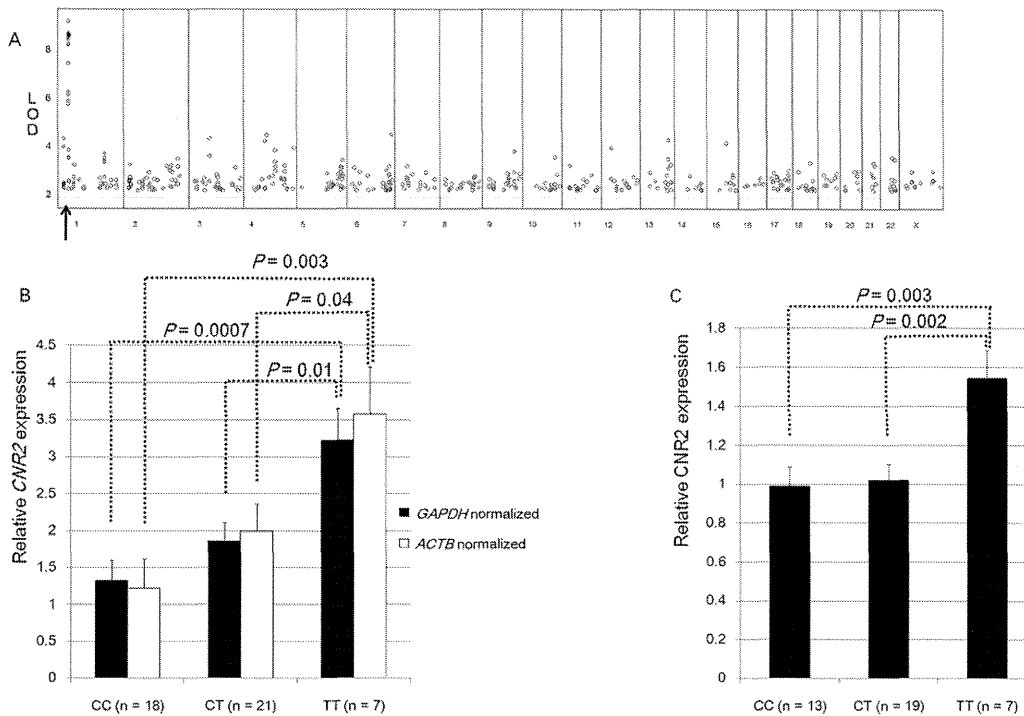 A
LOD
8
6
4
2
1 2 3 4 5 6 7 8 9 10 11 12 13 14 15 16 17 18 19 20 21 22 X
B
P = 0.003
P = 0.04
P = 0.0007
P = 0.01
Relative CNR2 expression
4.5
4
3.5
3
2.5
2
1.5
1
0.5
0
CC (n = 18) CT (n = 21) TT (n = 7)
GAPDH normalized
ACTB normalized
C
P = 0.003
P = 0.002
Relative CNR2 expression
1.8
1.6
1.4
1.2
1
0.8
0.6
0.4
0.2
0
CC (n = 13) CT (n = 19) TT (n = 7)